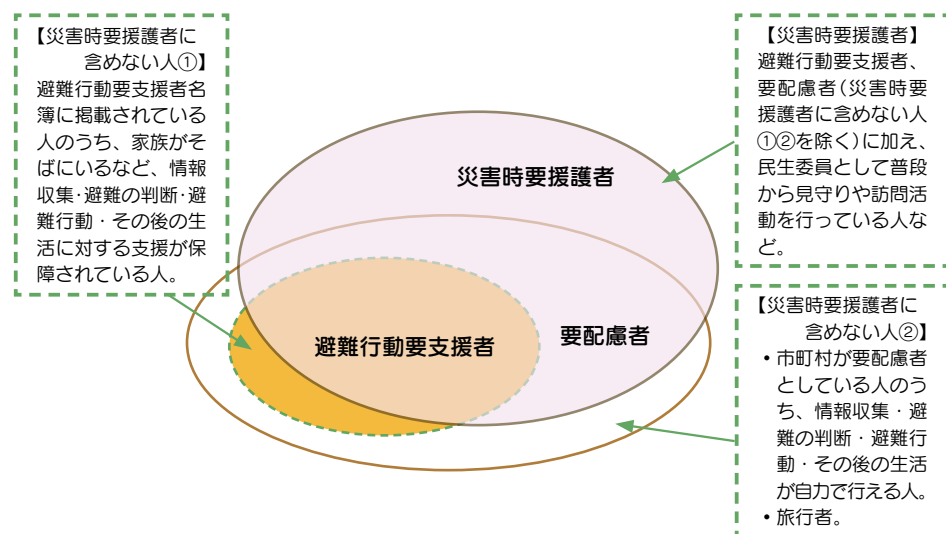 【災害時要援護者に
含めない人①】
避難行動要支援者名
簿に掲載されている
人のうち、家族がそ
ばにいるなど、情報
収集・避難の判断・避
難行動・その後の生
活に対する支援が保
障されている人。
災害時要援護者
避難行動要支援者
要配慮者
【災害時要援護者】
避難行動要支援者、
要配慮者(災害時要
援護者に含めない人
①②を除く)に加え、
民生委員として普段
から見守りや訪問活
動を行っている人な
ど。
【災害時要援護者に
含めない人②】
・市町村が要配慮者
としている人のう
ち、情報収集・避
難の判断・避難行
動・その後の生活
が自力で行える人。
・旅行者。